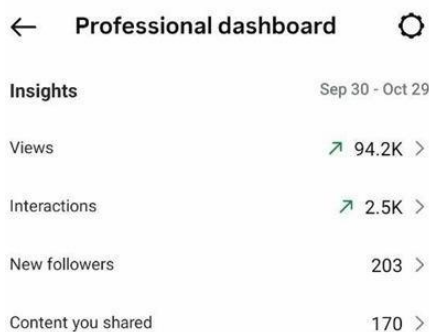 Professional dashboard
Insights Sep 30 - Oct 29
Views 94.2K
Interactions 2.5K
New followers 203
Content you shared 170